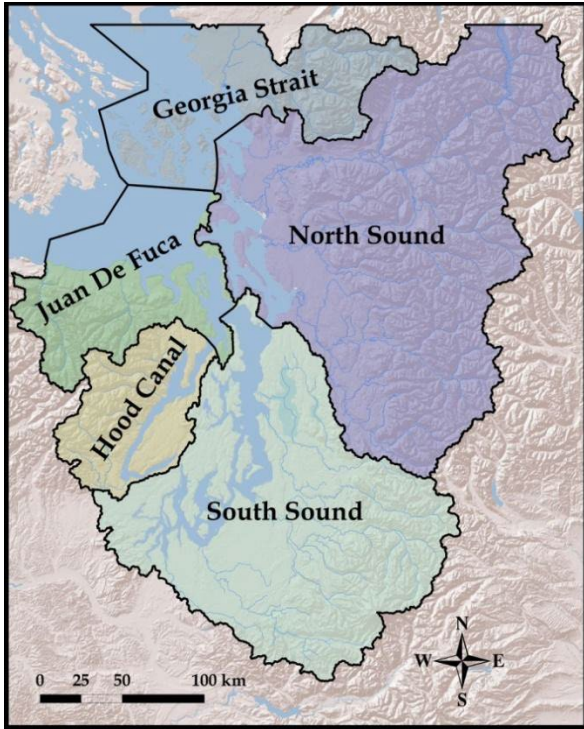 Georgia Strait
North Sound
Juan De Fuca
Hood Canal
South Sound
N
W E
S
0 25 50 100 km